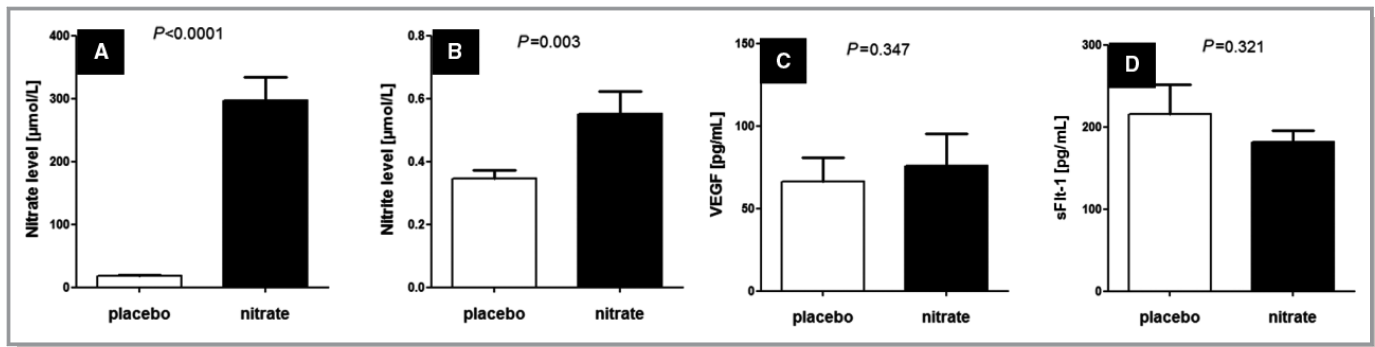 A
P<0.0001
Nitrate level [µmol/L]
400
300
200
100
0
placebo
nitrate
B
P=0.003
Nitrite level [µmol/L]
0.8
0.6
0.4
0.2
0.0
placebo
nitrate
C
P=0.347
VEGF [pg/mL]
150
100
50
0
placebo
nitrate
D
P=0.321
sFlt-1 [pg/mL]
300
200
100
0
placebo
nitrate